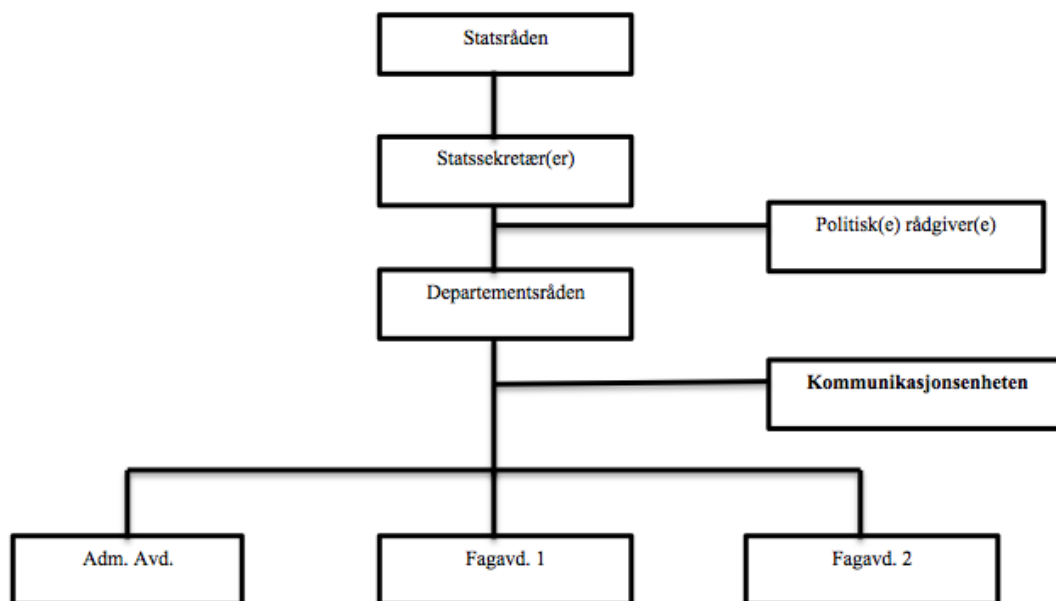 Statsråden
Statssekretær(er)
Politisk(e) rådgiver(e)
Departementsråden
Kommunikasjonsenheten
Adm. Avd.
Fagavd. 1
Fagavd. 2